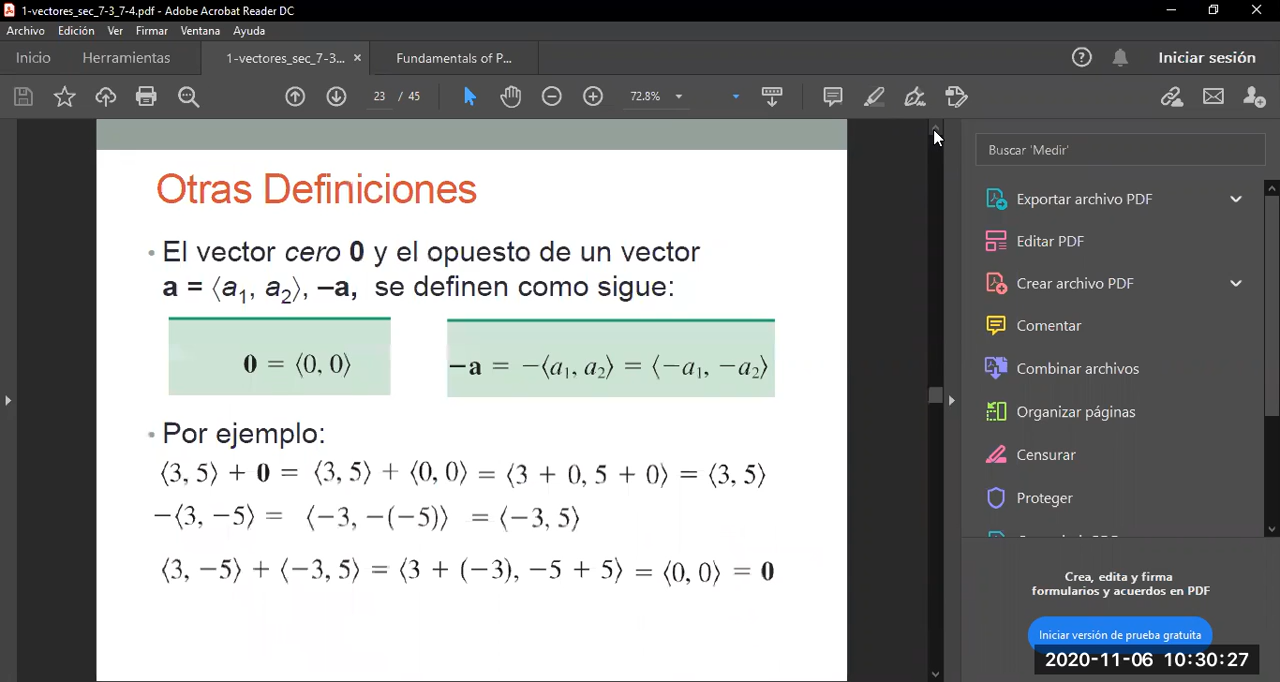 1-vectores_sec_7-3_7-4.pdf - Adobe Acrobat Reader DC
Archivo Edición Ver Firmar Ventana Ayuda
Inicio Herramientas 1-vectores_sec_7-3... × Fundamentals of P... Iniciar sesión
23 / 45 72.8%
Buscar 'Medir'
Exportar archivo PDF
Editar PDF
Crear archivo PDF
Comentar
Combinar archivos
Organizar páginas
Censurar
Proteger
Crea, edita y firma
formularios y acuerdos en PDF
Iniciar versión de prueba gratuita
2020-11-06 10:30:27
Otras Definiciones
• El vector cero 0 y el opuesto de un vector
a = ⟨a₁, a₂⟩, –a, se definen como sigue:
0 = ⟨0, 0⟩
−a = −⟨a₁, a₂⟩ = ⟨−a₁, −a₂⟩
• Por ejemplo:
⟨3, 5⟩ + 0 = ⟨3, 5⟩ + ⟨0, 0⟩ = ⟨3 + 0, 5 + 0⟩ = ⟨3, 5⟩
−⟨3, −5⟩ = ⟨−3, −(−5)⟩ = ⟨−3, 5⟩
⟨3, −5⟩ + ⟨−3, 5⟩ = ⟨3 + (−3), −5 + 5⟩ = ⟨0, 0⟩ = 0